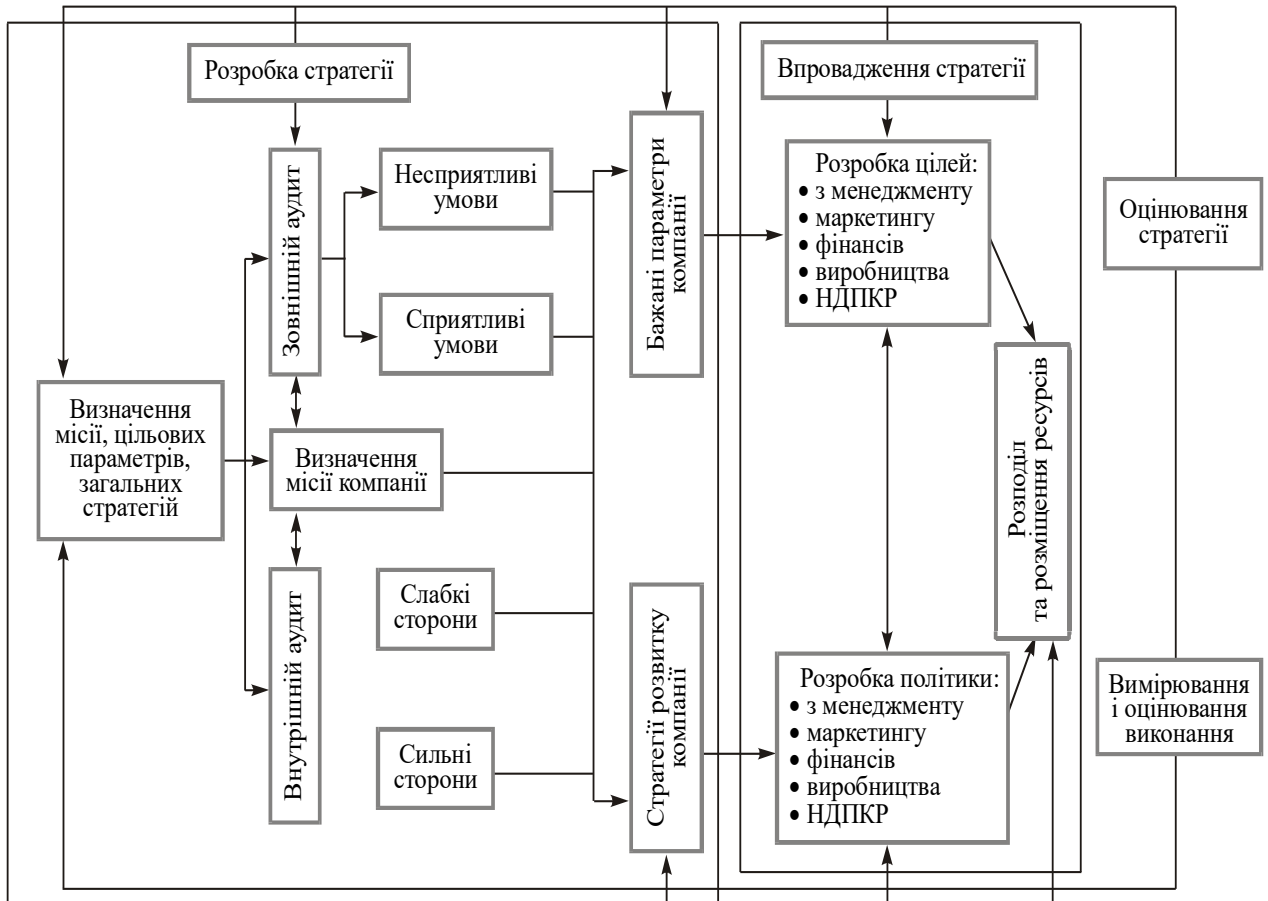 Розробка стратегії
Впровадження стратегії
Зовнішній аудит
Несприятливі
умови
Сприятливі
умови
Бажані параметри
компанії
Розробка цілей:
• з менеджменту
• маркетингу
• фінансів
• виробництва
• НДПКР
Оцінювання
стратегії
Визначення
місії, цільових
параметрів,
загальних
стратегій
Визначення
місії компанії
Розподіл
та розміщення ресурсів
Внутрішній аудит
Слабкі
сторони
Сильні
сторони
Стратегії розвитку
компанії
Розробка політики:
• з менеджменту
• маркетингу
• фінансів
• виробництва
• НДПКР
Вимірювання
і оцінювання
виконання